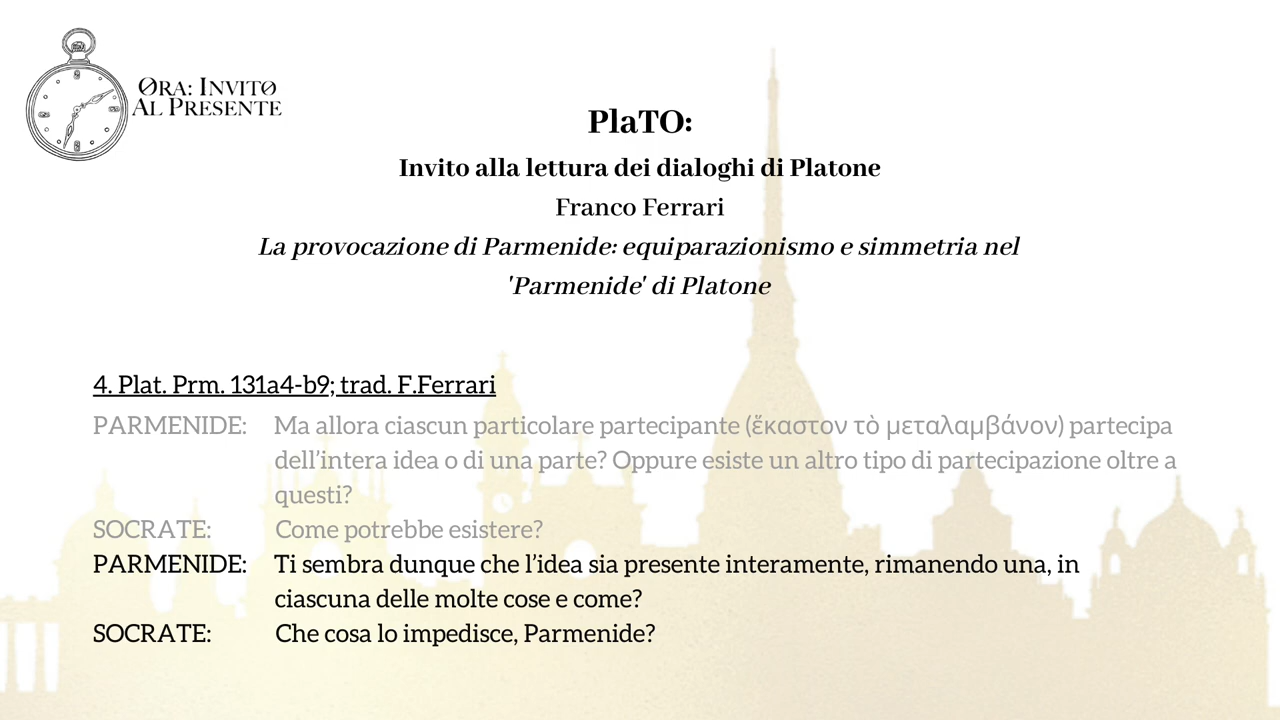 ØRA: INVITØ
AL PRESENTE
PlaTO:
Invito alla lettura dei dialoghi di Platone
Franco Ferrari
La provocazione di Parmenide: equiparazionismo e simmetria nel
'Parmenide' di Platone
4. Plat. Prm. 131a4-b9; trad. F.Ferrari
PARMENIDE: Ma allora ciascun particolare partecipante (ἕκαστον τὸ μεταλαμβάνον) partecipa
dell’intera idea o di una parte? Oppure esiste un altro tipo di partecipazione oltre a
questi?
SOCRATE: Come potrebbe esistere?
PARMENIDE: Ti sembra dunque che l’idea sia presente interamente, rimanendo una, in
ciascuna delle molte cose e come?
SOCRATE: Che cosa lo impedisce, Parmenide?